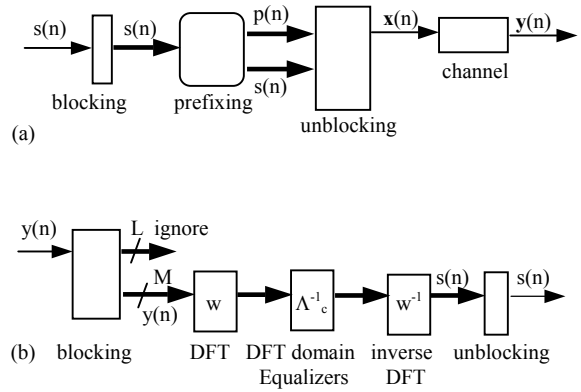 p(n)
s(n) s(n) x(n) y(n)
s(n)
blocking prefixing channel
unblocking
(a)
L ignore
y(n)
M s(n) s(n)
W Λ⁻¹c W⁻¹
y(n)
(b) blocking DFT DFT domain inverse unblocking
Equalizers DFT